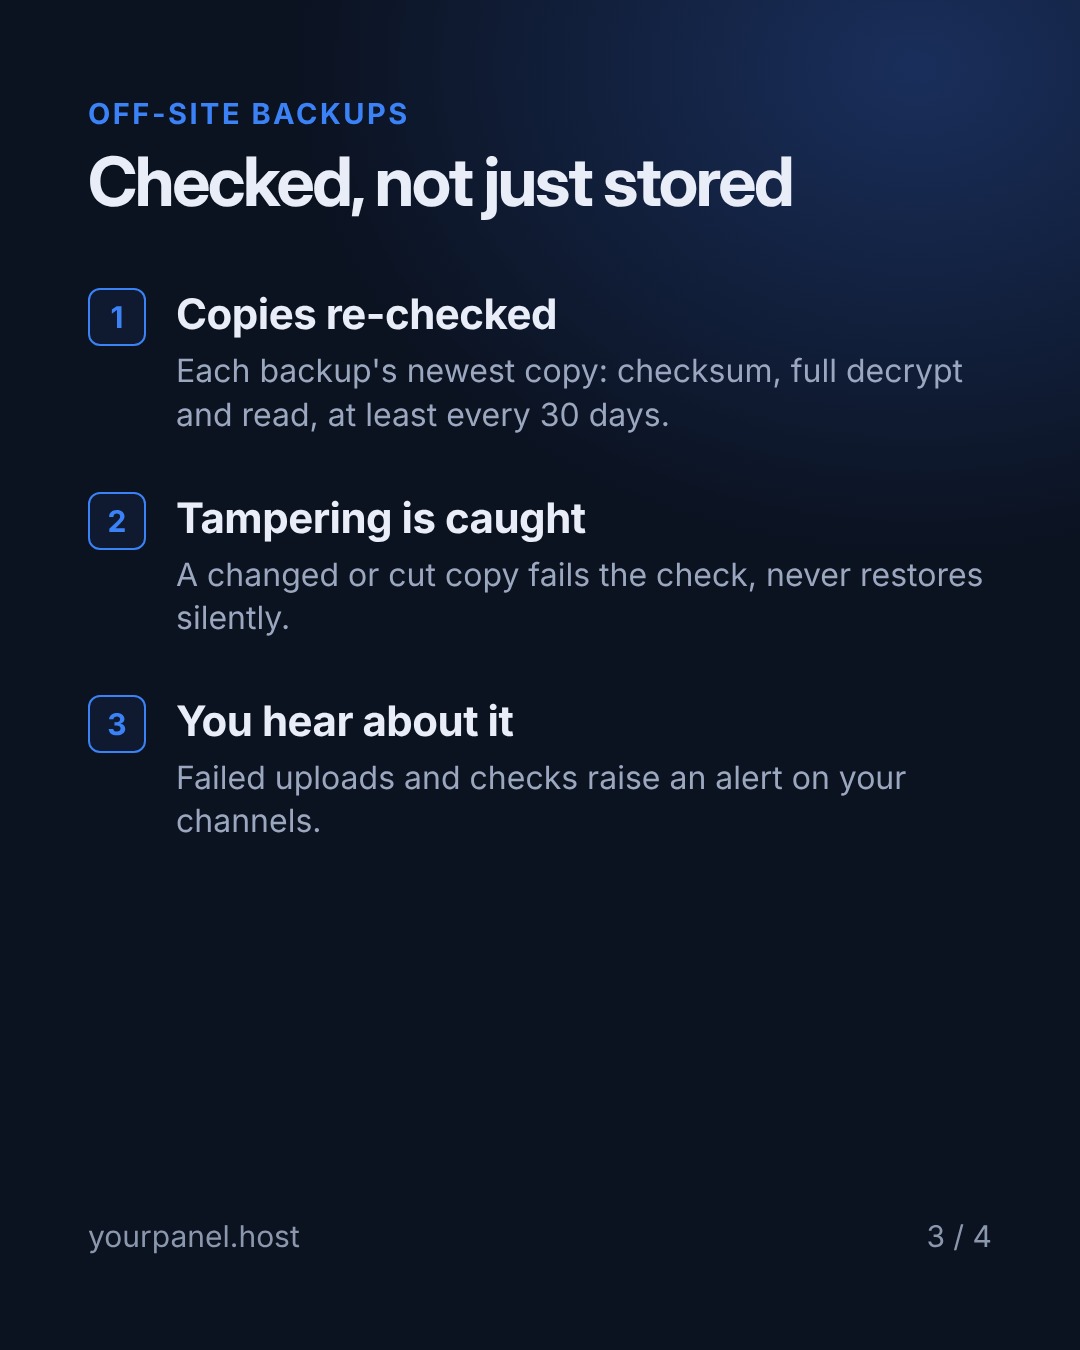 OFF-SITE BACKUPS
Checked, not just stored
1
Copies re-checked
Each backup's newest copy: checksum, full decrypt
and read, at least every 30 days.
2
Tampering is caught
A changed or cut copy fails the check, never restores
silently.
3
You hear about it
Failed uploads and checks raise an alert on your
channels.
yourpanel.host
3 / 4